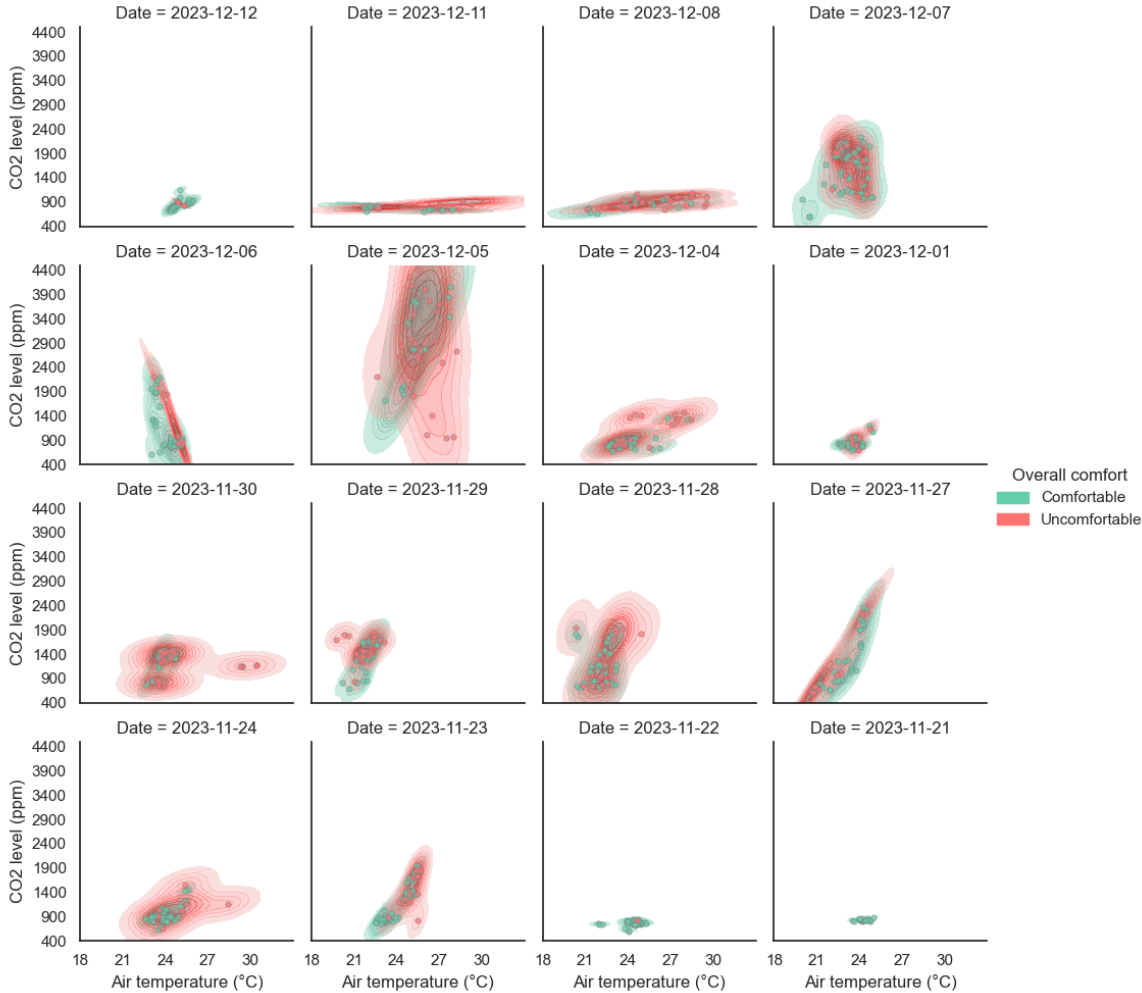 Date = 2023-12-12
Date = 2023-12-11
Date = 2023-12-08
Date = 2023-12-07
4400
3900
3400
2900
2400
1900
1400
900
400
CO2 level (ppm)
Date = 2023-12-06
Date = 2023-12-05
Date = 2023-12-04
Date = 2023-12-01
4400
3900
3400
2900
2400
1900
1400
900
400
CO2 level (ppm)
Overall comfort
Comfortable
Uncomfortable
Date = 2023-11-30
Date = 2023-11-29
Date = 2023-11-28
Date = 2023-11-27
4400
3900
3400
2900
2400
1900
1400
900
400
CO2 level (ppm)
Date = 2023-11-24
Date = 2023-11-23
Date = 2023-11-22
Date = 2023-11-21
4400
3900
3400
2900
2400
1900
1400
900
400
CO2 level (ppm)
18 21 24 27 30
18 21 24 27 30
18 21 24 27 30
18 21 24 27 30
Air temperature (°C)
Air temperature (°C)
Air temperature (°C)
Air temperature (°C)